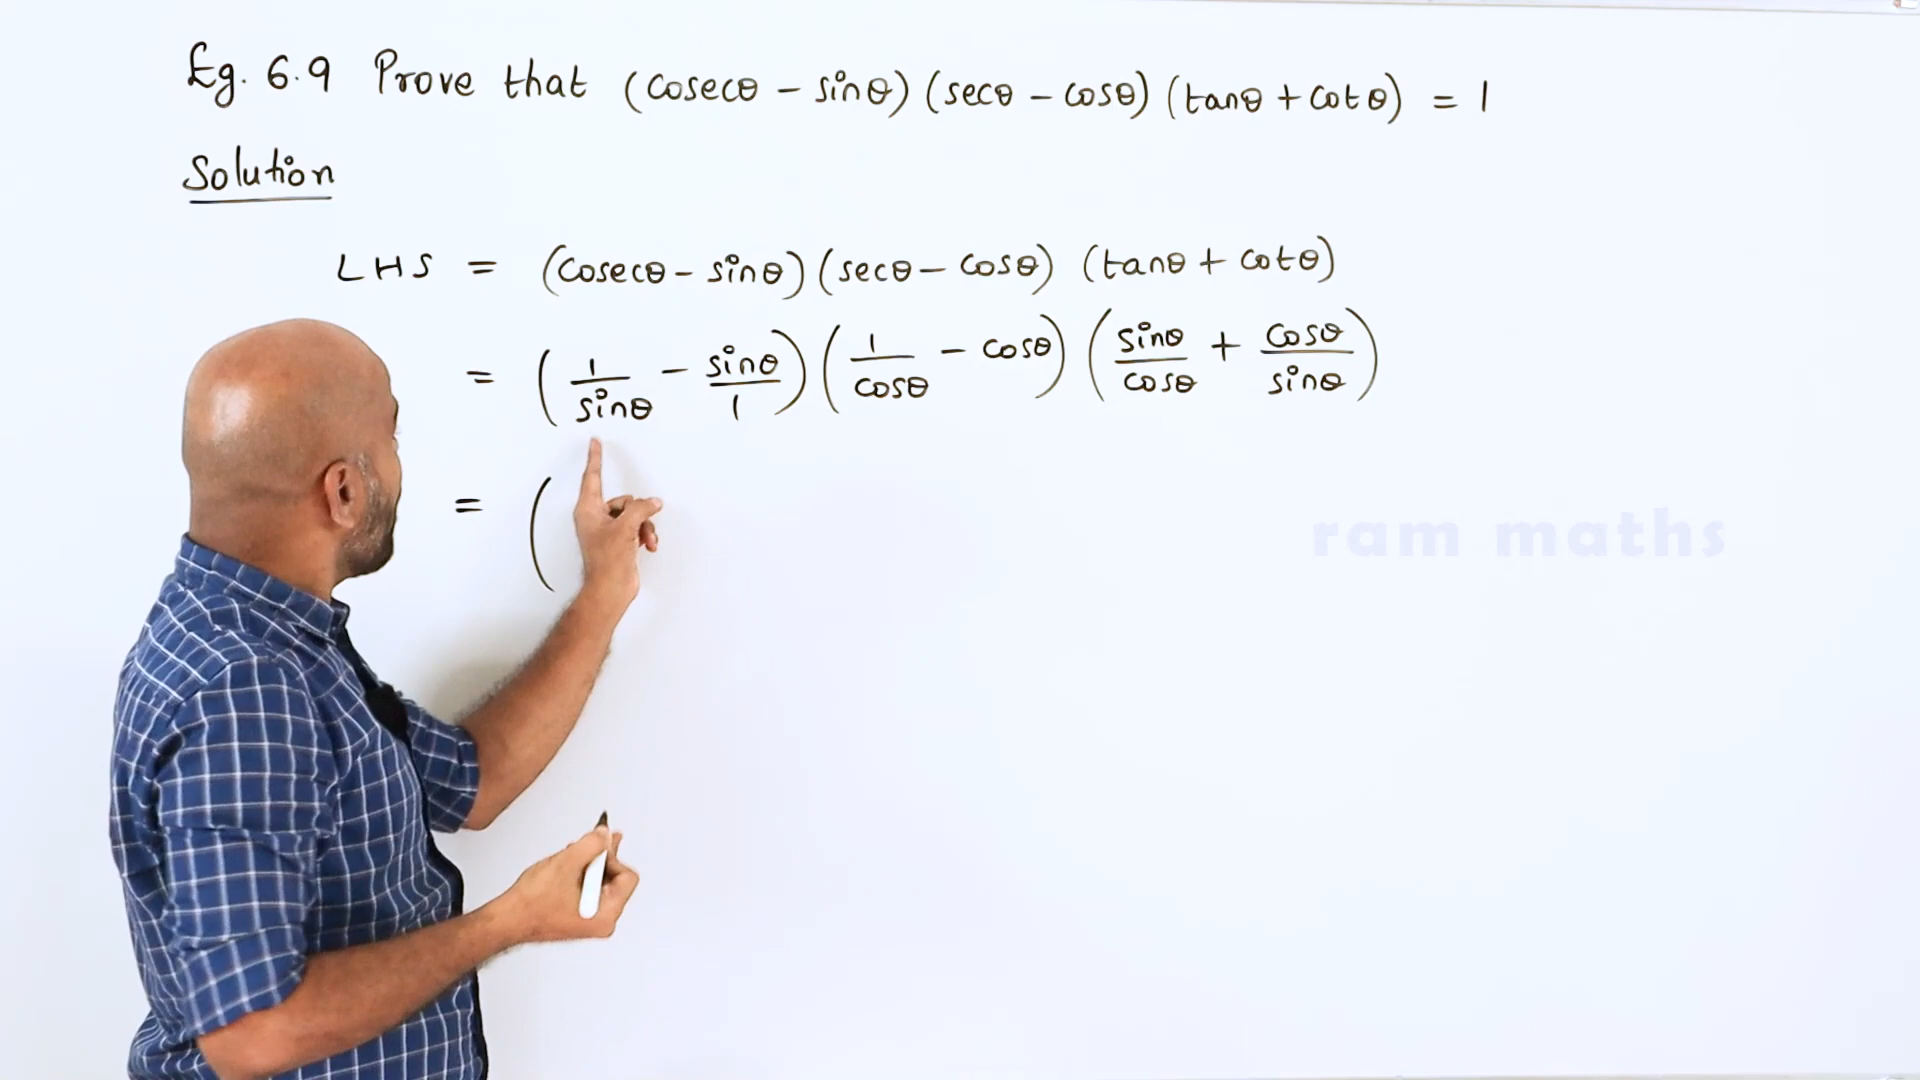 Eg. 6.9 Prove that (cosecθ - sinθ)(secθ - cosθ)(tanθ + cotθ) = 1
Solution
LHS = (cosecθ - sinθ)(secθ - cosθ)(tanθ + cotθ)
= (1/sinθ - sinθ/1)(1/cosθ - cosθ)(sinθ/cosθ + cosθ/sinθ)
= (
ram maths